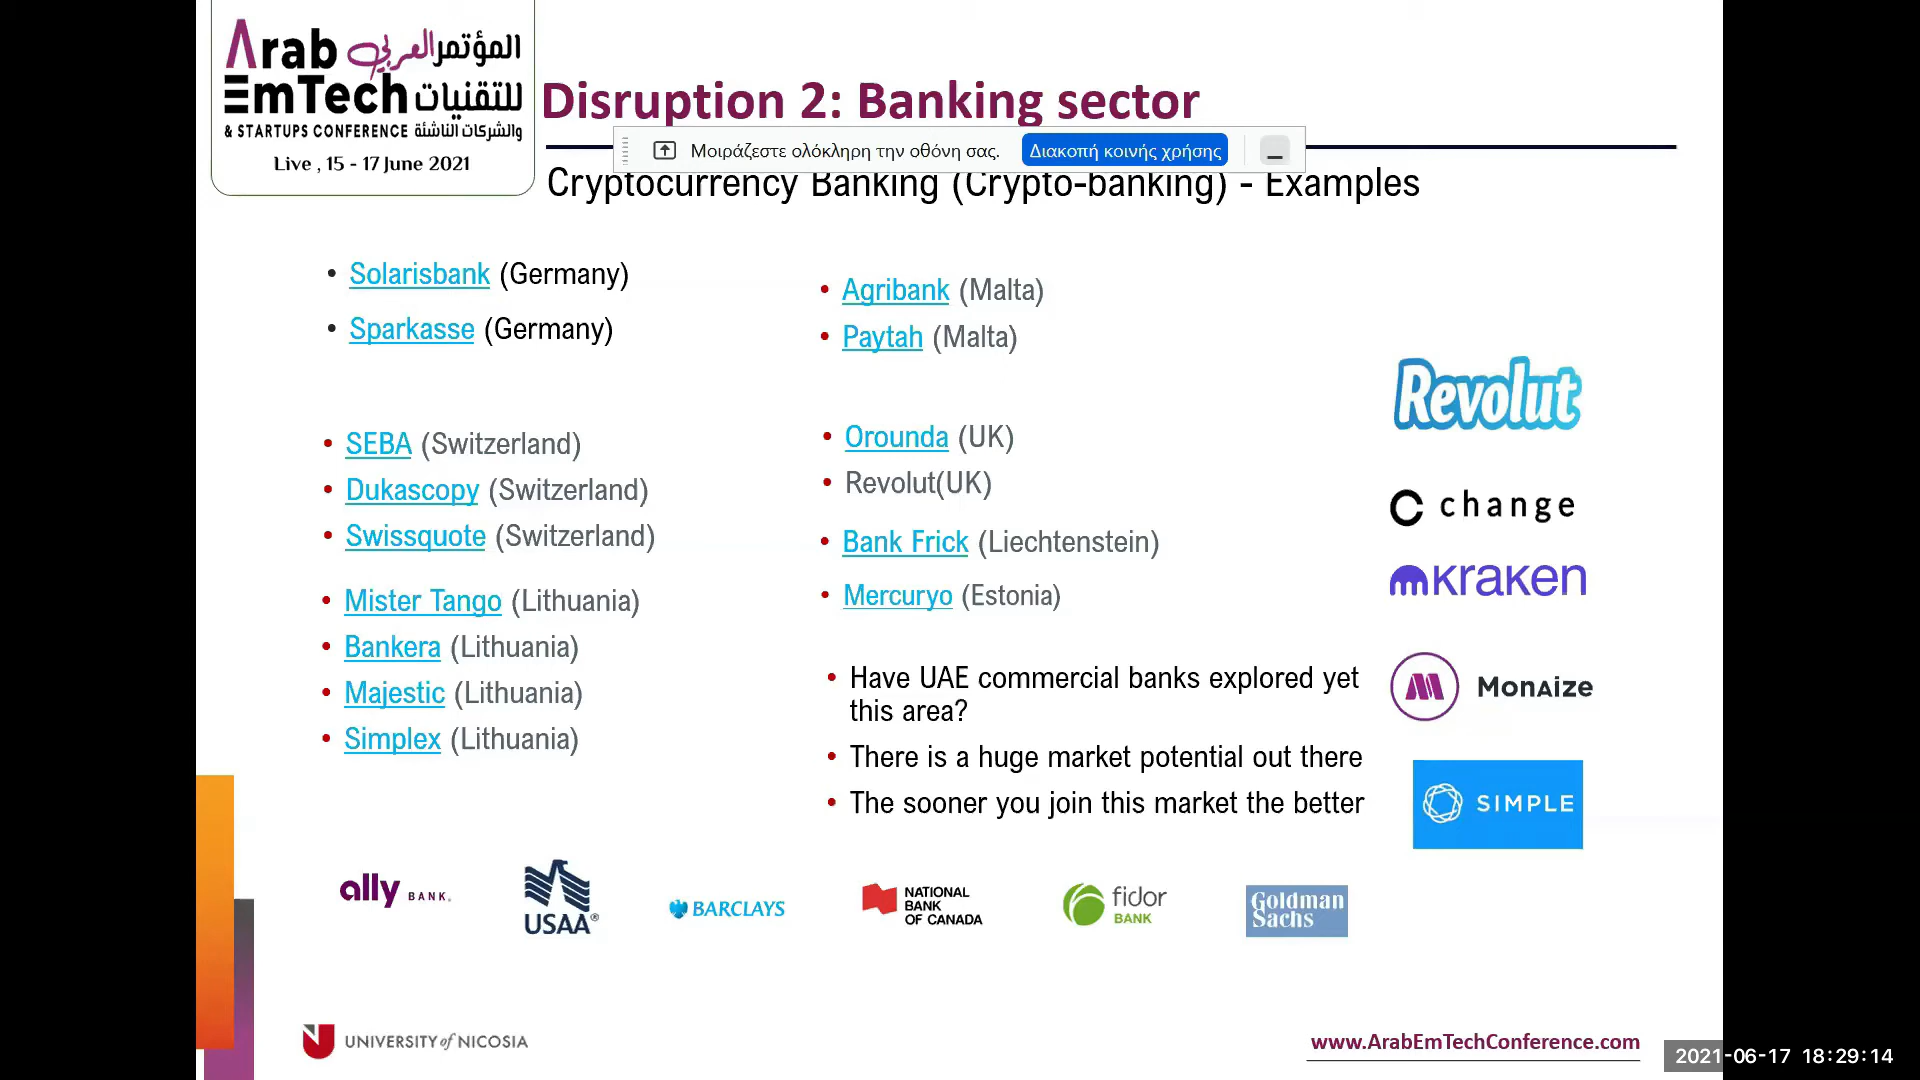 Arab المؤتمر العربي
EmTech للتقنيات
& STARTUPS CONFERENCE والشركات الناشئة
Live , 15 - 17 June 2021
Disruption 2: Banking sector
Μοιράζεστε ολόκληρη την οθόνη σας. Διακοπή κοινής χρήσης
Cryptocurrency Banking (Crypto-banking) - Examples
• Solarisbank (Germany)
• Sparkasse (Germany)
• SEBA (Switzerland)
• Dukascopy (Switzerland)
• Swissquote (Switzerland)
• Mister Tango (Lithuania)
• Bankera (Lithuania)
• Majestic (Lithuania)
• Simplex (Lithuania)
• Agribank (Malta)
• Paytah (Malta)
• Orounda (UK)
• Revolut(UK)
• Bank Frick (Liechtenstein)
• Mercuryo (Estonia)
• Have UAE commercial banks explored yet
this area?
• There is a huge market potential out there
• The sooner you join this market the better
Revolut
change
kraken
Monaize
SIMPLE
ally BANK.
USAA®
BARCLAYS
NATIONAL
BANK
OF CANADA
fidor
BANK
Goldman
Sachs
UNIVERSITY of NICOSIA
www.ArabEmTechConference.com
2021-06-17 18:29:14